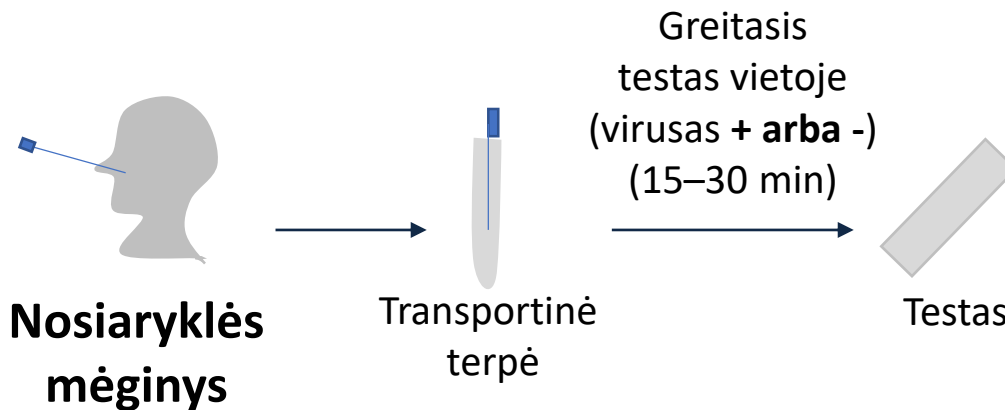 Nosiaryklės
mėginys
Transportinė
terpė
Greitasis
testas vietoje
(virusas + arba -)
(15–30 min)
Testas